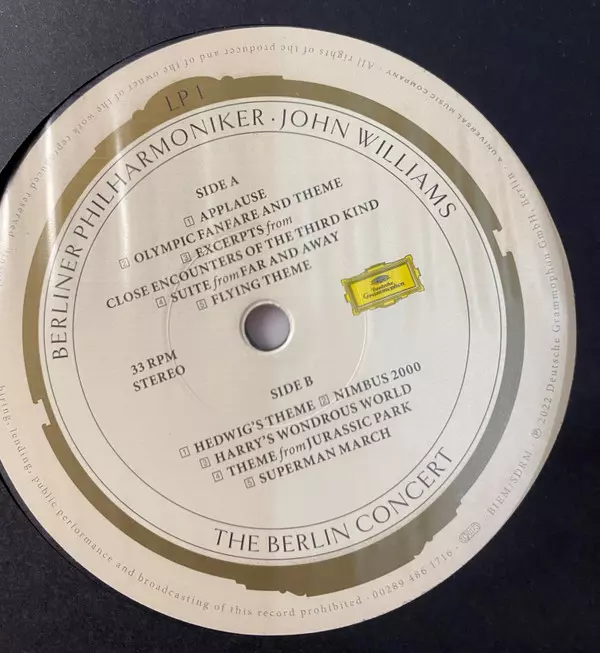 LP 1
BERLINER PHILHARMONIKER · JOHN WILLIAMS
SIDE A
1 APPLAUSE
2 OLYMPIC FANFARE AND THEME
3 EXCERPTS from
CLOSE ENCOUNTERS OF THE THIRD KIND
4 SUITE from FAR AND AWAY
5 FLYING THEME
Deutsche
Grammophon
33 RPM
STEREO
SIDE B
1 HEDWIG'S THEME 2 NIMBUS 2000
3 HARRY'S WONDROUS WORLD
4 THEME from JURASSIC PARK
5 SUPERMAN MARCH
THE BERLIN CONCERT
℗ 2022 Deutsche Grammophon GmbH, Berlin · A UNIVERSAL MUSIC COMPANY · All rights of the producer and of the owner of the work reproduced reserved
hiring, lending, public performance and broadcasting of this record prohibited · 00289 486 1716 · BIEM/SDRM